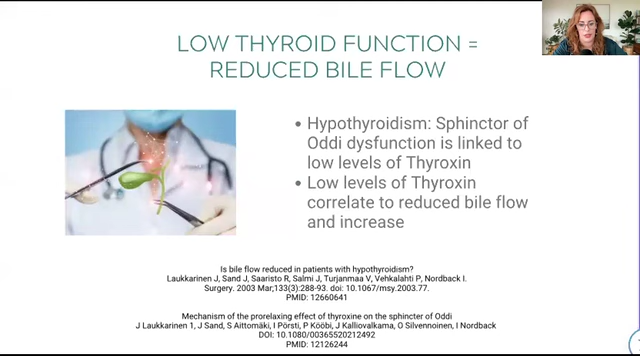 LOW THYROID FUNCTION =
REDUCED BILE FLOW
• Hypothyroidism: Sphinctor of
Oddi dysfunction is linked to
low levels of Thyroxin
• Low levels of Thyroxin
correlate to reduced bile flow
and increase
Is bile flow reduced in patients with hypothyroidism?
Laukkarinen J, Sand J, Saaristo R, Salmi J, Turjanmaa V, Vehkalahti P, Nordback I.
Surgery. 2003 Mar;133(3):288-93. doi: 10.1067/msy.2003.77.
PMID: 12660641
Mechanism of the prorelaxing effect of thyroxine on the sphincter of Oddi
J Laukkarinen 1, J Sand, S Aittomäki, I Pörsti, P Kööbi, J Kalliovalkama, O Silvennoinen, I Nordback
DOI: 10.1080/00365520212492
PMID: 12126244